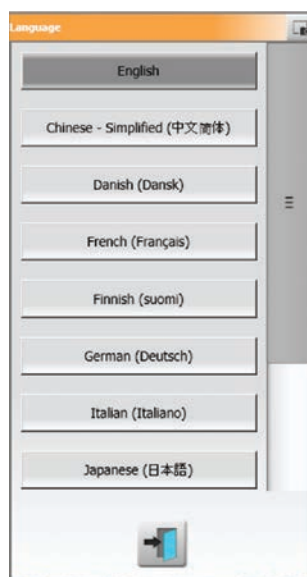 Language
English
Chinese - Simplified (中文简体)
Danish (Dansk)
French (Français)
Finnish (suomi)
German (Deutsch)
Italian (Italiano)
Japanese (日本語)